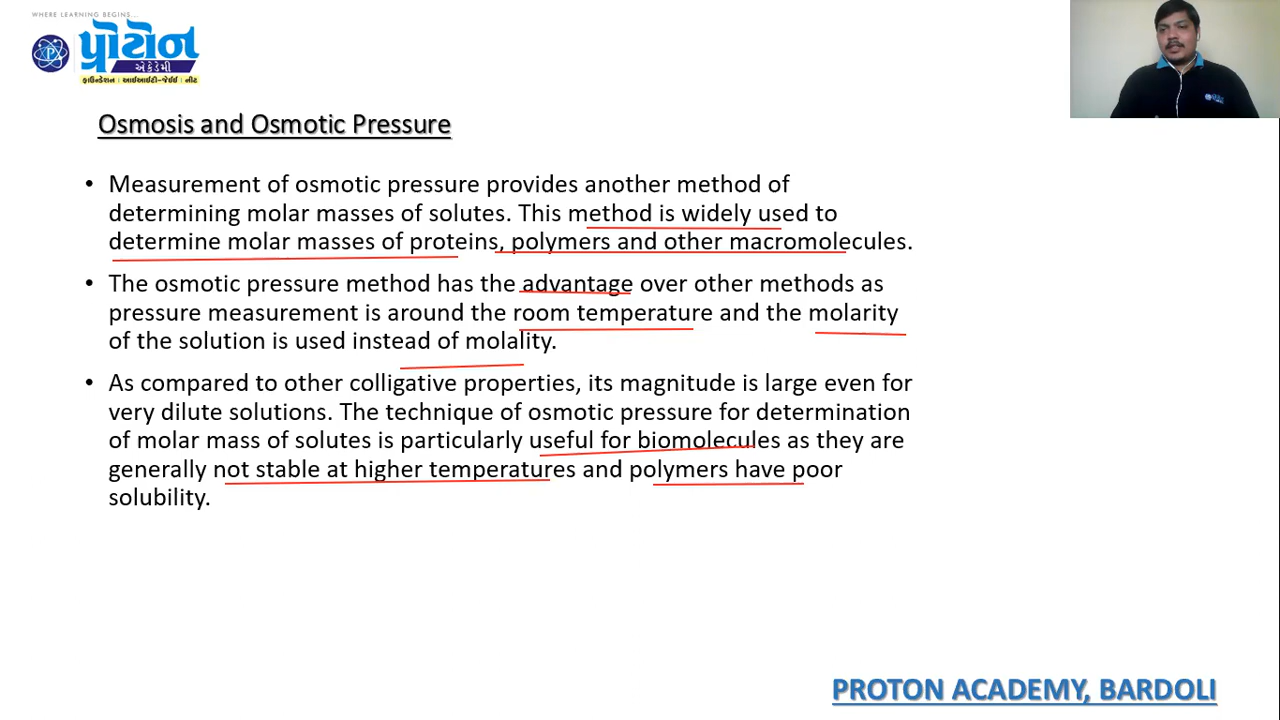 WHERE LEARNING BEGINS...
પ્રોટોન
એકેડેમી
ફાઉન્ડેશન | આઈઆઈટી-જેઈઈ | નીટ
Osmosis and Osmotic Pressure
• Measurement of osmotic pressure provides another method of
determining molar masses of solutes. This method is widely used to
determine molar masses of proteins, polymers and other macromolecules.
• The osmotic pressure method has the advantage over other methods as
pressure measurement is around the room temperature and the molarity
of the solution is used instead of molality.
• As compared to other colligative properties, its magnitude is large even for
very dilute solutions. The technique of osmotic pressure for determination
of molar mass of solutes is particularly useful for biomolecules as they are
generally not stable at higher temperatures and polymers have poor
solubility.
PROTON ACADEMY, BARDOLI